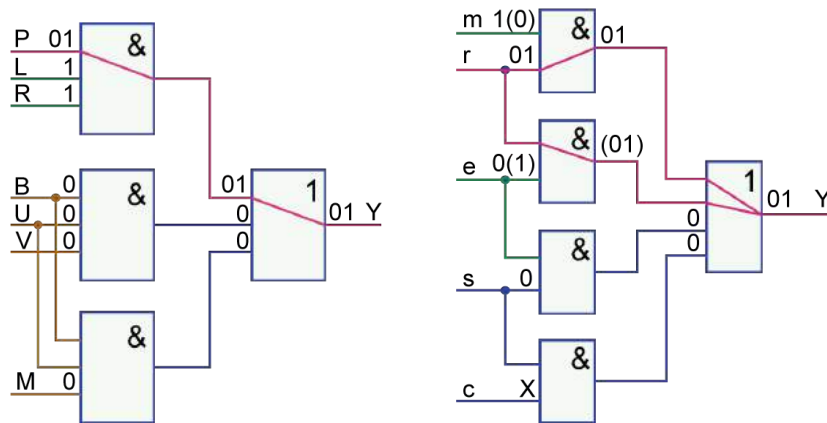 P 01 &
L 1
R 1
B 0 &
U 0
V 0
01 1
0
0
01 Y
&
M 0
m 1(0) & 01
r 01
& (01)
e 0(1)
1
01 Y
0
0
&
s 0
&
c X